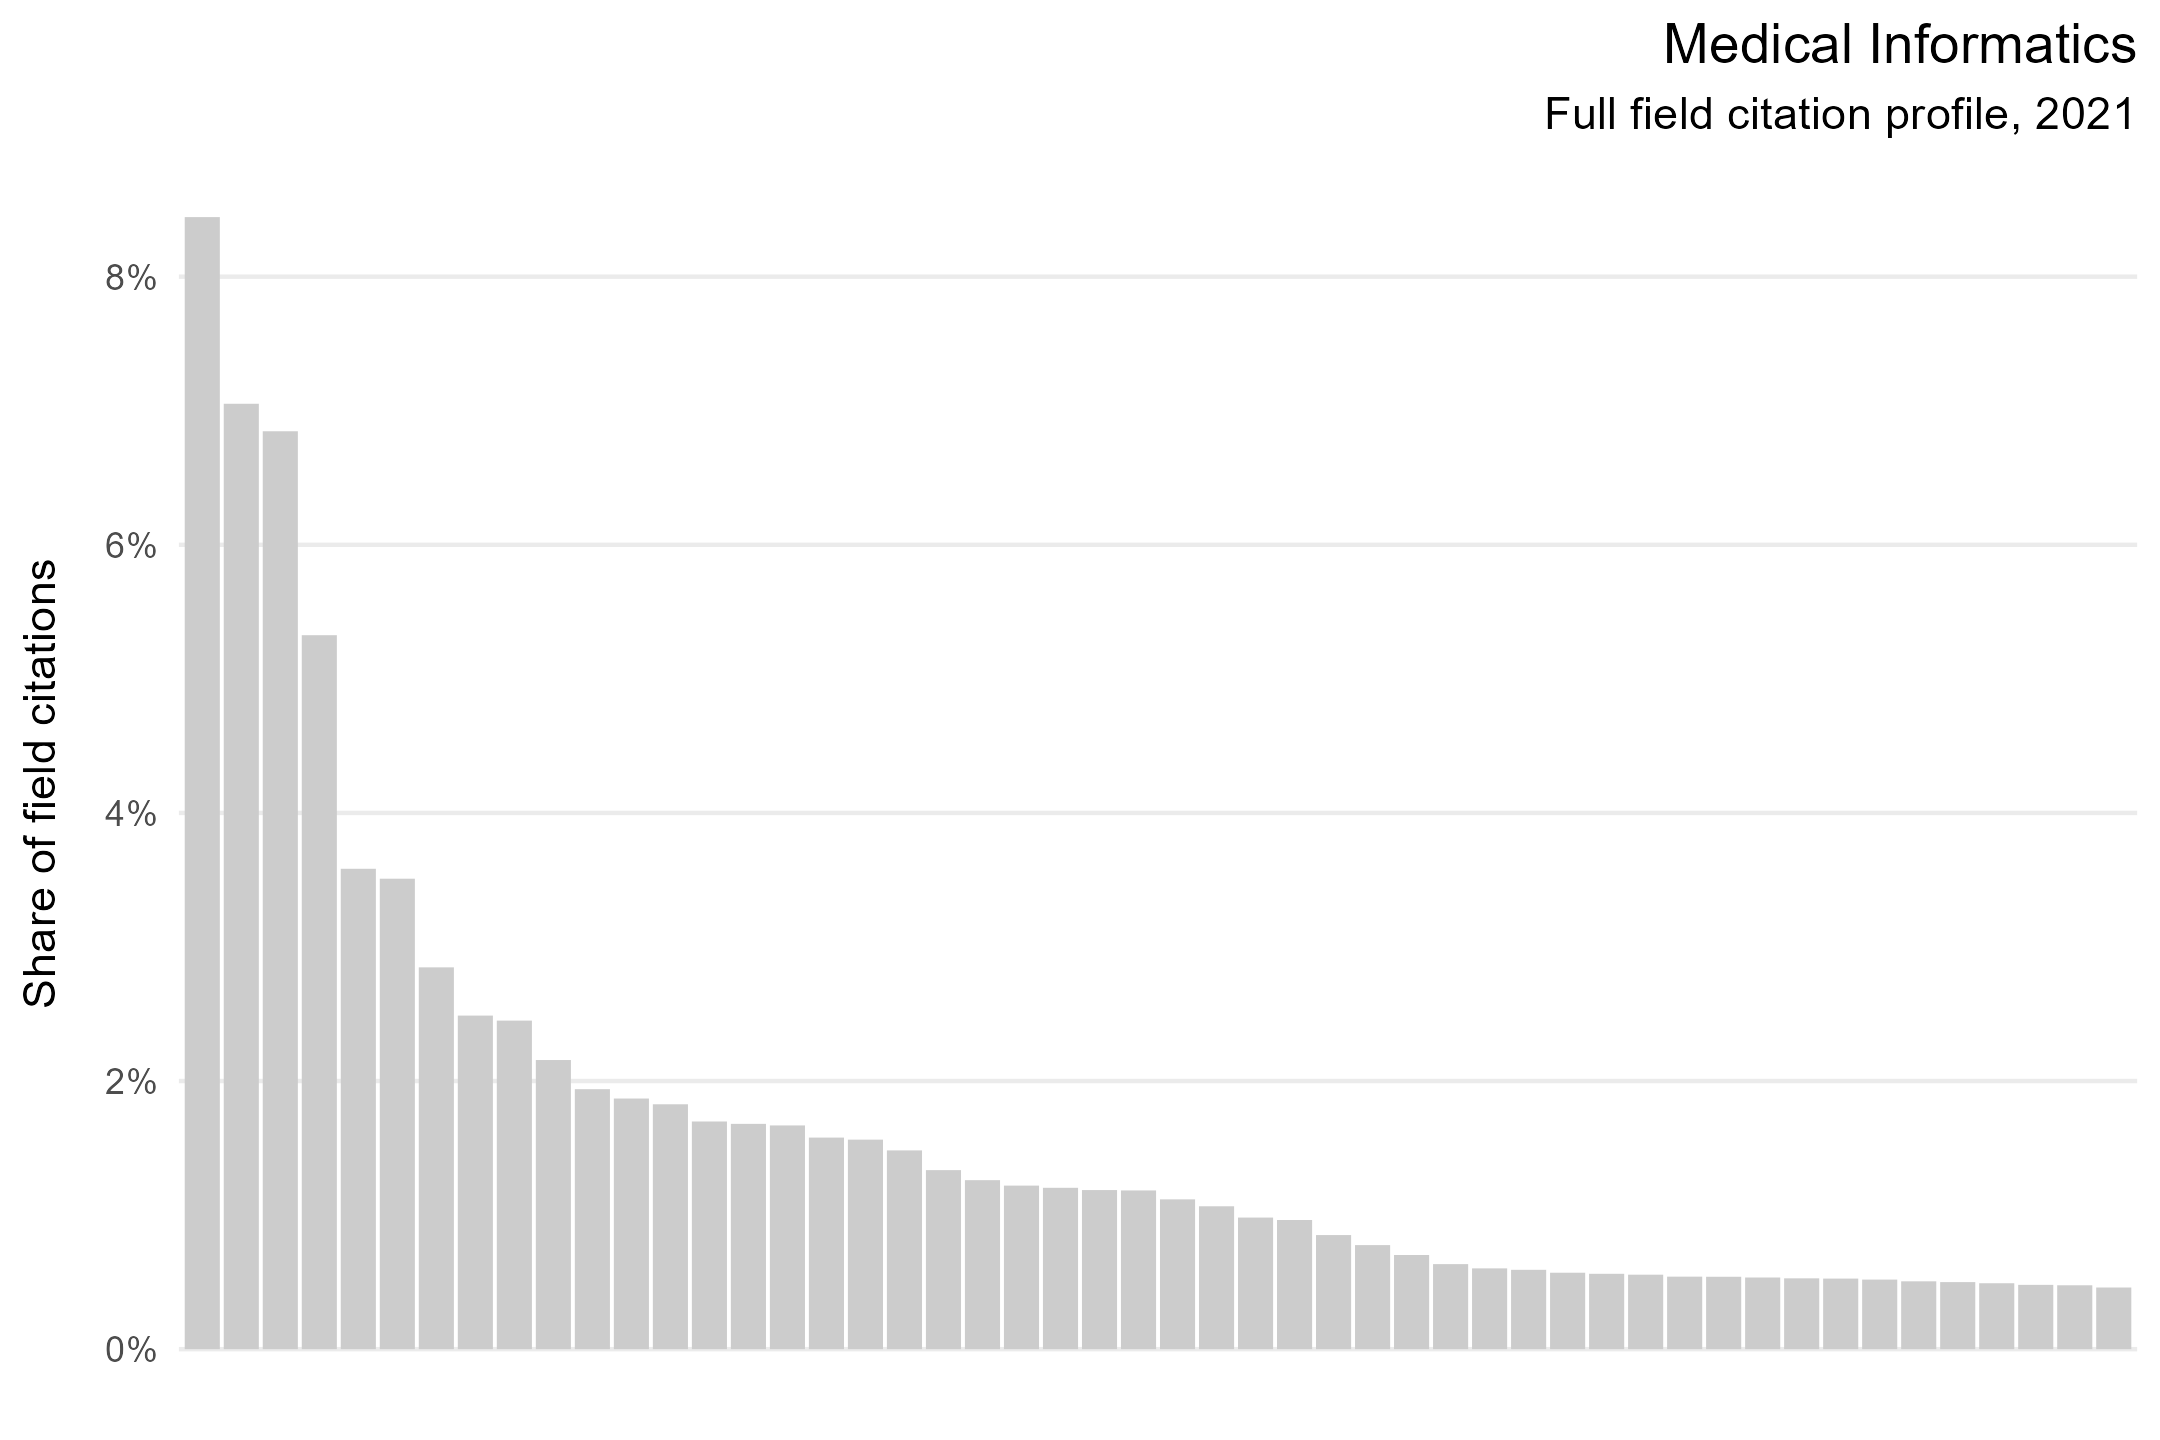 Medical Informatics
Full field citation profile, 2021
Share of field citations
8%
6%
4%
2%
0%